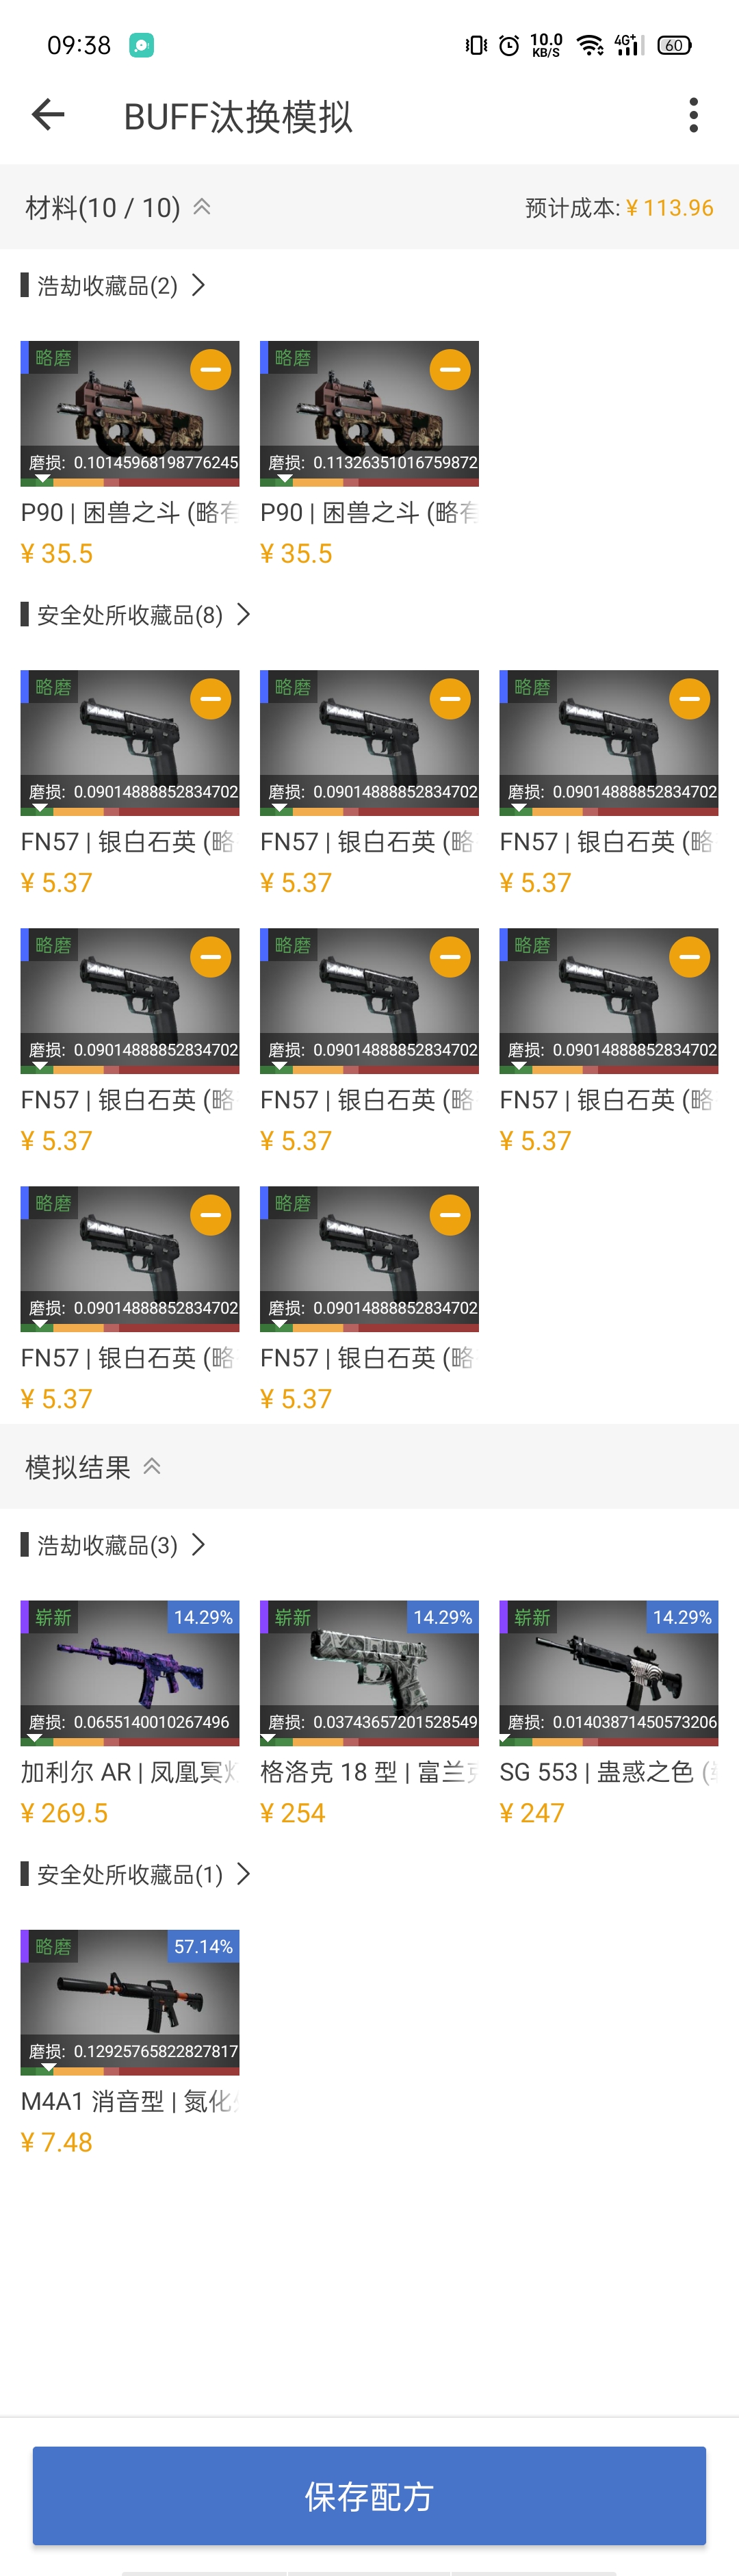 09:38
10.0 KB/S 4G+ 60
BUFF汰换模拟
材料(10 / 10) 预计成本: ¥ 113.96
浩劫收藏品(2)
略磨 略磨
磨损: 0.10145968198776245 磨损: 0.11326351016759872
P90 | 困兽之斗 (略有 P90 | 困兽之斗 (略有
¥ 35.5 ¥ 35.5
安全处所收藏品(8)
略磨 略磨 略磨
磨损: 0.09014888852834702 磨损: 0.09014888852834702 磨损: 0.09014888852834702
FN57 | 银白石英 (略 FN57 | 银白石英 (略 FN57 | 银白石英 (略
¥ 5.37 ¥ 5.37 ¥ 5.37
略磨 略磨 略磨
磨损: 0.09014888852834702 磨损: 0.09014888852834702 磨损: 0.09014888852834702
FN57 | 银白石英 (略 FN57 | 银白石英 (略 FN57 | 银白石英 (略
¥ 5.37 ¥ 5.37 ¥ 5.37
略磨 略磨
磨损: 0.09014888852834702 磨损: 0.09014888852834702
FN57 | 银白石英 (略 FN57 | 银白石英 (略
¥ 5.37 ¥ 5.37
模拟结果
浩劫收藏品(3)
崭新 14.29% 崭新 14.29% 崭新 14.29%
磨损: 0.0655140010267496 磨损: 0.03743657201528549 磨损: 0.01403871450573206
加利尔 AR | 凤凰冥灯 格洛克 18 型 | 富兰克 SG 553 | 蛊惑之色 (
¥ 269.5 ¥ 254 ¥ 247
安全处所收藏品(1)
略磨 57.14%
磨损: 0.12925765822827817
M4A1 消音型 | 氮化
¥ 7.48
保存配方